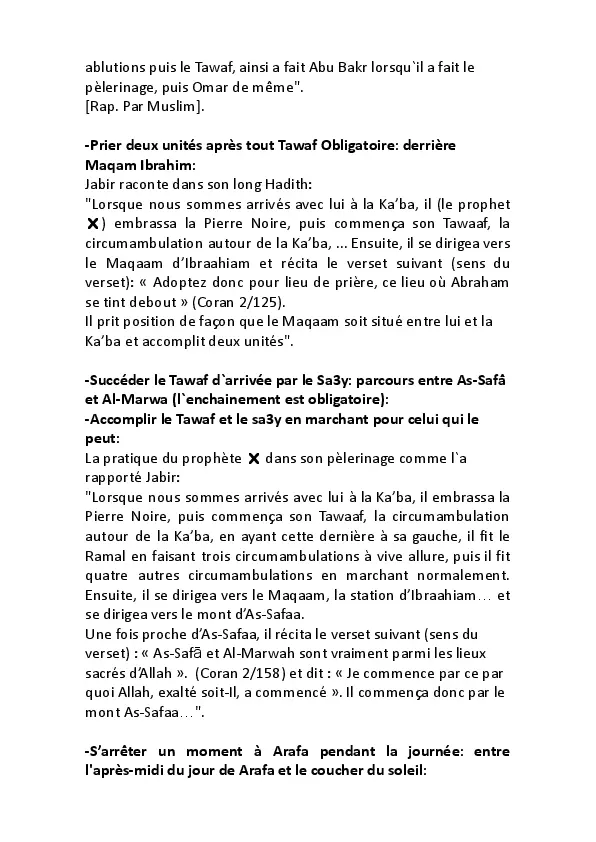 ablutions puis le Tawaf, ainsi a fait Abu Bakr lorsqu`il a fait le
pèlerinage, puis Omar de même".
[Rap. Par Muslim].
-Prier deux unités après tout Tawaf Obligatoire: derrière
Maqam Ibrahim:
Jabir raconte dans son long Hadith:
"Lorsque nous sommes arrivés avec lui à la Ka’ba, il (le prophet
🗙) embrassa la Pierre Noire, puis commença son Tawaaf, la
circumambulation autour de la Ka’ba, ... Ensuite, il se dirigea vers
le Maqaam d’Ibraahiam et récita le verset suivant (sens du
verset): « Adoptez donc pour lieu de prière, ce lieu où Abraham
se tint debout » (Coran 2/125).
Il prit position de façon que le Maqaam soit situé entre lui et la
Ka’ba et accomplit deux unités".
-Succéder le Tawaf d`arrivée par le Sa3y: parcours entre As-Safâ
et Al-Marwa (l`enchainement est obligatoire):
-Accomplir le Tawaf et le sa3y en marchant pour celui qui le
peut:
La pratique du prophète 🗙 dans son pèlerinage comme l`a
rapporté Jabir:
"Lorsque nous sommes arrivés avec lui à la Ka’ba, il embrassa la
Pierre Noire, puis commença son Tawaaf, la circumambulation
autour de la Ka’ba, en ayant cette dernière à sa gauche, il fit le
Ramal en faisant trois circumambulations à vive allure, puis il fit
quatre autres circumambulations en marchant normalement.
Ensuite, il se dirigea vers le Maqaam, la station d’Ibraahiam… et
se dirigea vers le mont d’As-Safaa.
Une fois proche d’As-Safaa, il récita le verset suivant (sens du
verset) : « As-Safā et Al-Marwah sont vraiment parmi les lieux
sacrés d’Allah ». (Coran 2/158) et dit : « Je commence par ce par
quoi Allah, exalté soit-Il, a commencé ». Il commença donc par le
mont As-Safaa…".
-S’arrêter un moment à Arafa pendant la journée: entre
l'après-midi du jour de Arafa et le coucher du soleil: